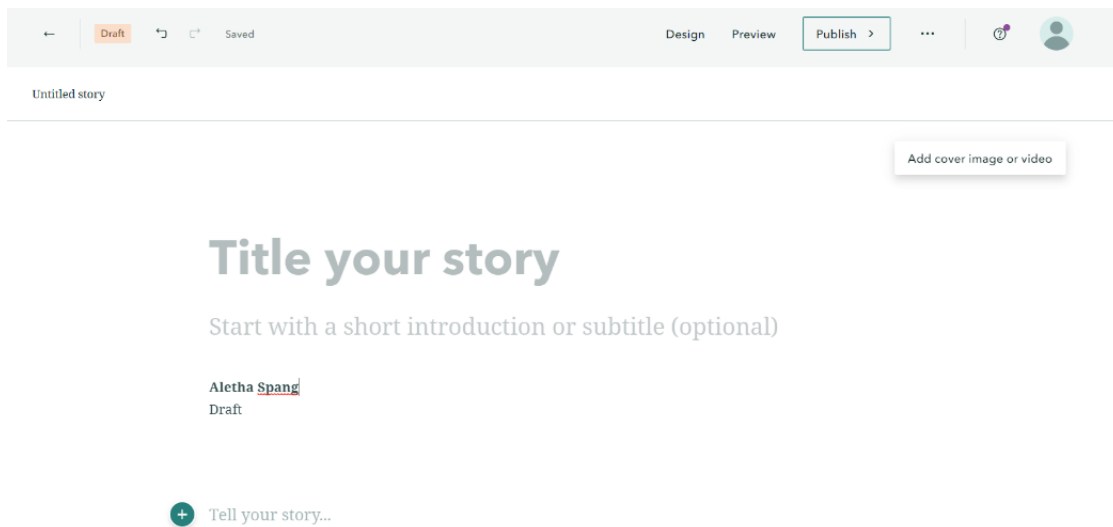 Draft Saved Design Preview Publish
Untitled story
Add cover image or video
Title your story
Start with a short introduction or subtitle (optional)
Aletha Spang
Draft
Tell your story...